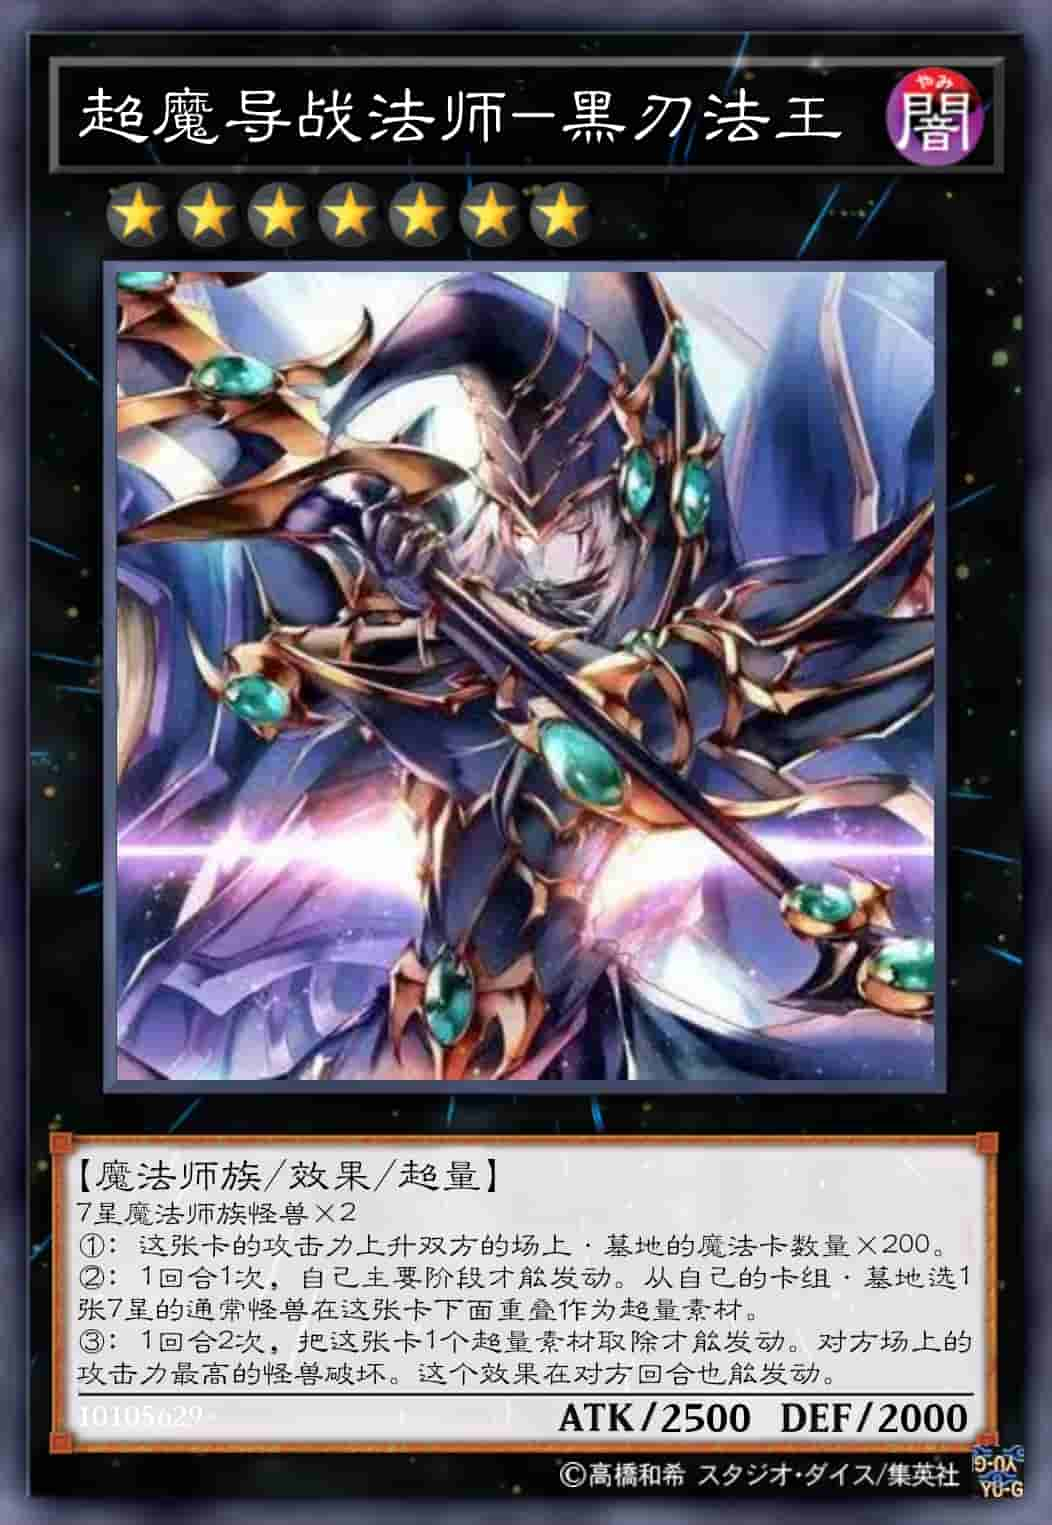 超魔导战法师-黑刃法王
やみ
闇
【魔法师族/效果/超量】
7星魔法师族怪兽×2
①：这张卡的攻击力上升双方的场上·墓地的魔法卡数量×200。
②：1回合1次，自己主要阶段才能发动。从自己的卡组·墓地选1
张7星的通常怪兽在这张卡下面重叠作为超量素材。
③：1回合2次，把这张卡1个超量素材取除才能发动。对方场上的
攻击力最高的怪兽破坏。这个效果在对方回合也能发动。
10105629
ATK/2500 DEF/2000
©高橋和希 スタジオ·ダイス/集英社
YU-G